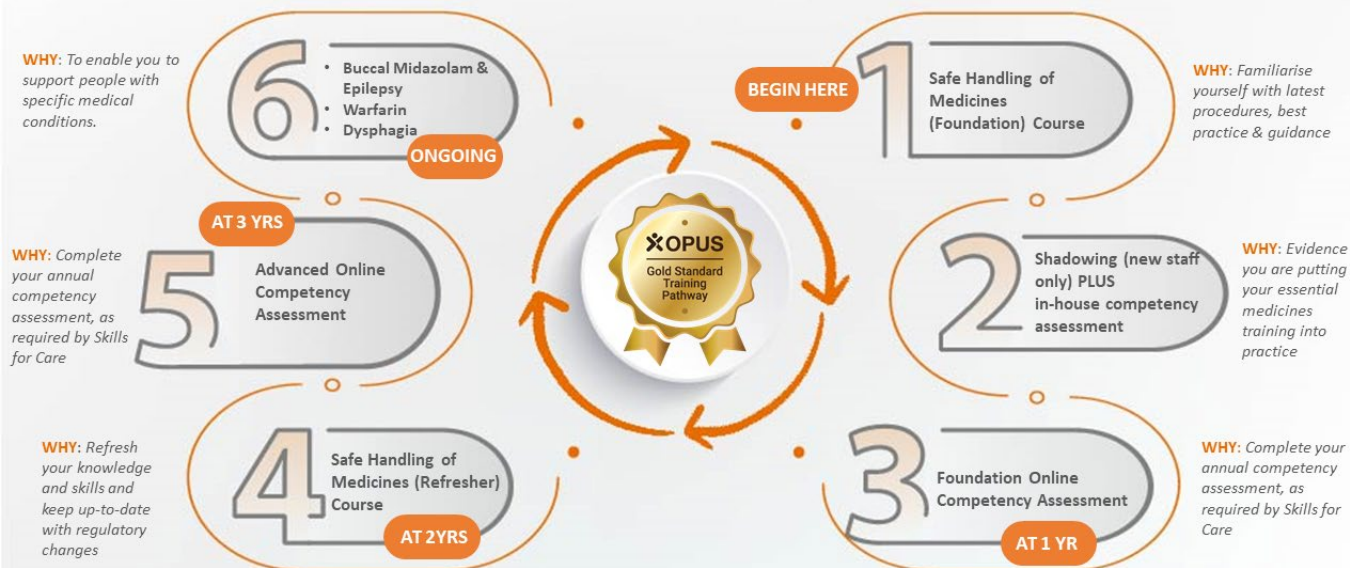 BEGIN HERE
1
Safe Handling of
Medicines
(Foundation) Course
WHY: Familiarise
yourself with latest
procedures, best
practice & guidance
2
Shadowing (new staff
only) PLUS
in-house competency
assessment
WHY: Evidence
you are putting
your essential
medicines
training into
practice
3
Foundation Online
Competency Assessment
AT 1 YR
WHY: Complete your
annual competency
assessment, as
required by Skills for
Care
4
Safe Handling of
Medicines (Refresher)
Course
AT 2YRS
WHY: Refresh
your knowledge
and skills and
keep up-to-date
with regulatory
changes
5
AT 3 YRS
Advanced Online
Competency
Assessment
WHY: Complete
your annual
competency
assessment, as
required by Skills
for Care
6
• Buccal Midazolam &
Epilepsy
• Warfarin
• Dysphagia
ONGOING
WHY: To enable you to
support people with
specific medical
conditions.
OPUS
Gold Standard
Training
Pathway